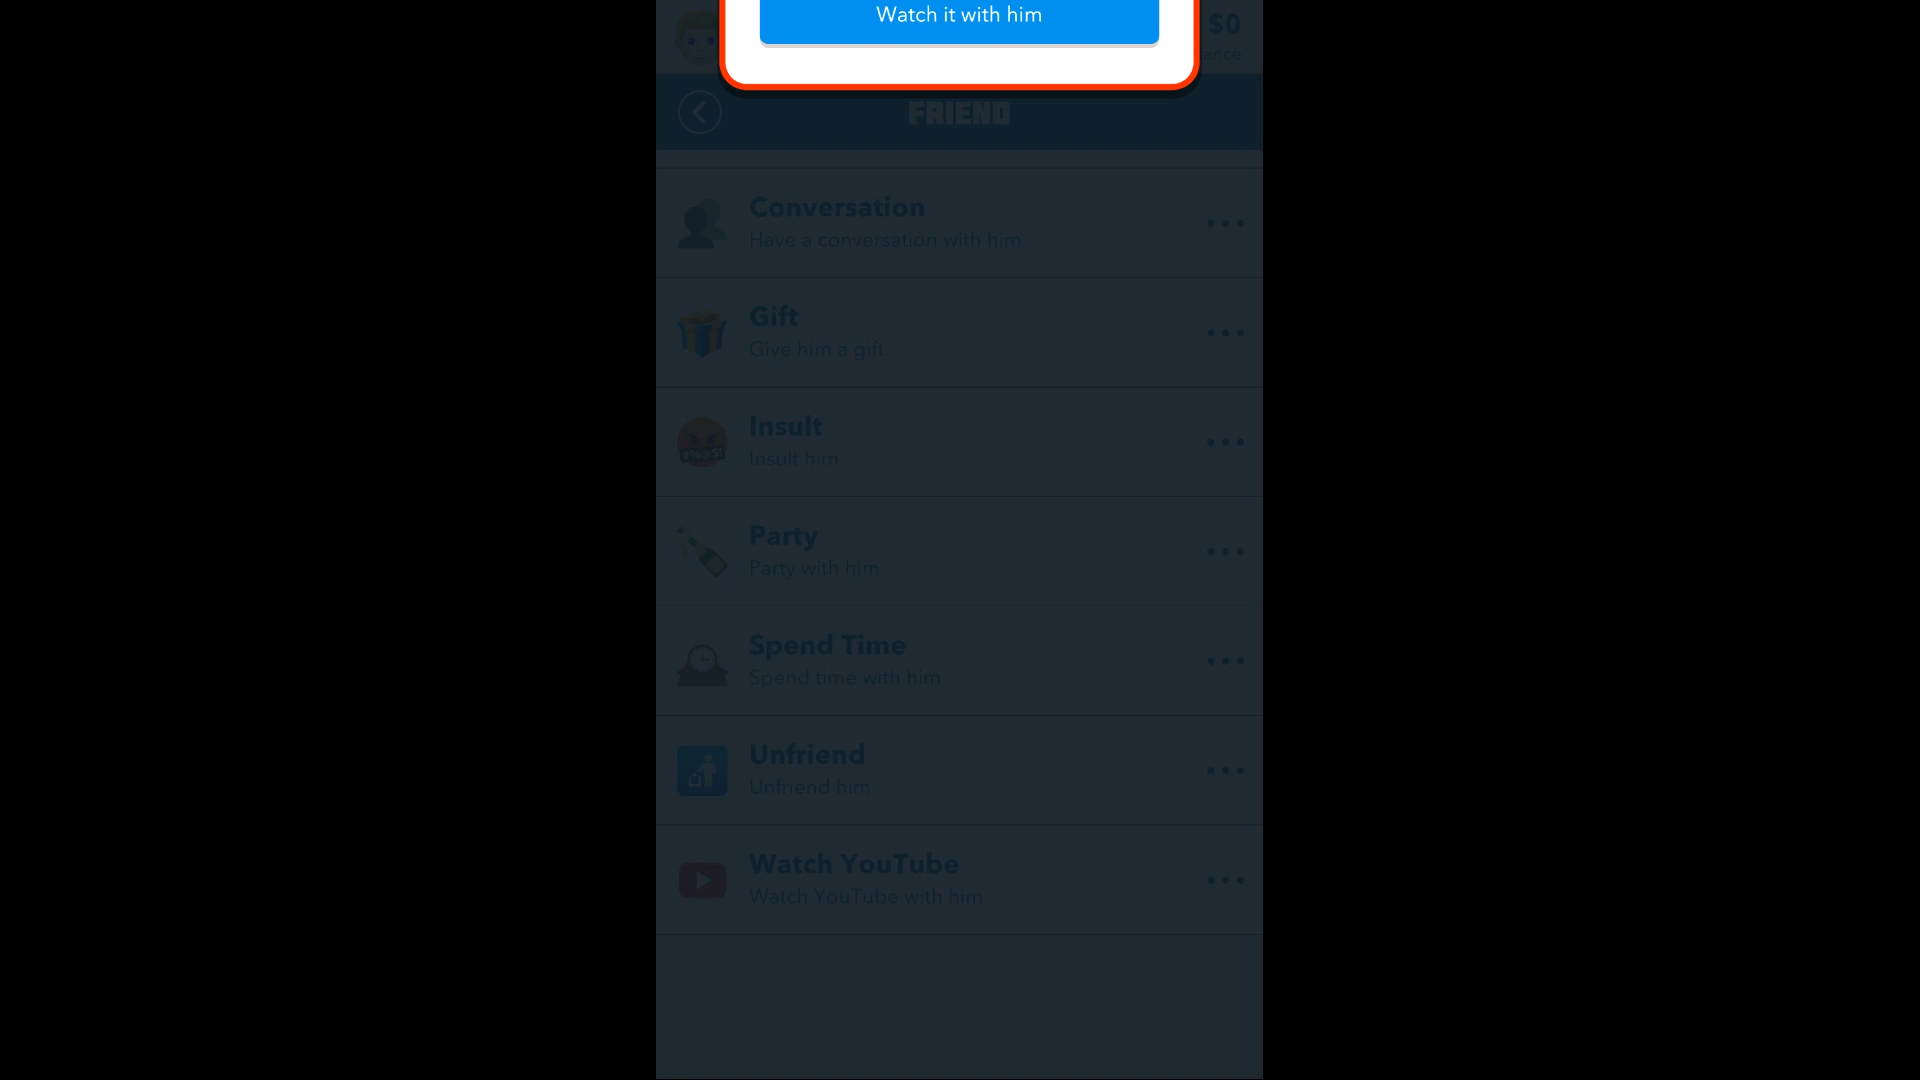 Watch it with him
$0
ance
FRIEND
Conversation
Have a conversation with him
Gift
Give him a gift
Insult
Insult him
Party
Party with him
Spend Time
Spend time with him
Unfriend
Unfriend him
Watch YouTube
Watch YouTube with him